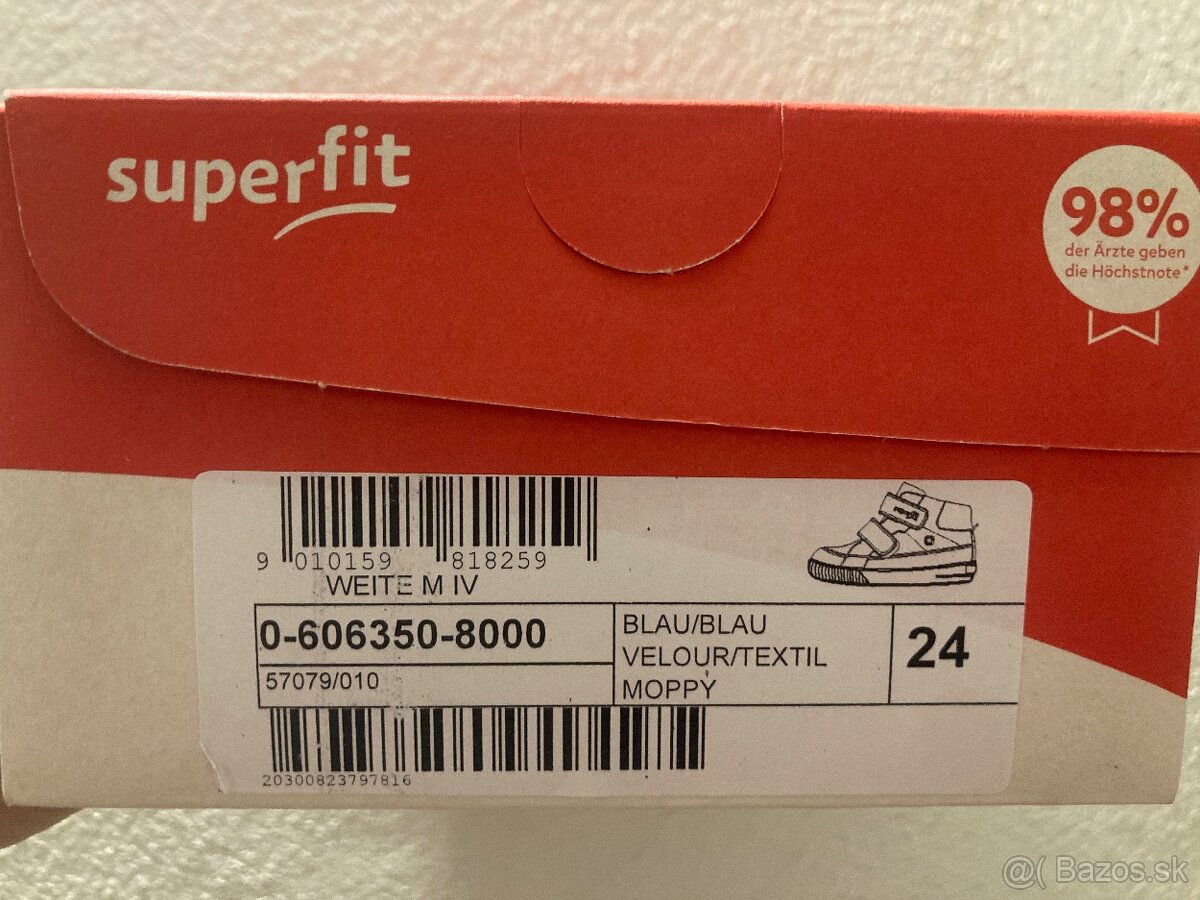 superfit
98%
der Ärzte geben
die Höchstnote*
9 010159 818259
WEITE M IV
0-606350-8000
57079/010
BLAU/BLAU
VELOUR/TEXTIL
MOPPY
24
20300823797816
@( Bazos.sk